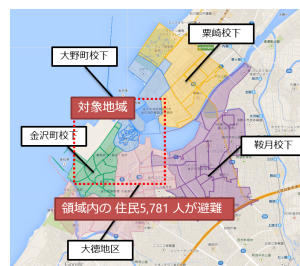 栗崎校下
大野町校下
対象地域
金沢町校下
鞍月校下
領域内の 住民5,781 人が避難
大徳地区